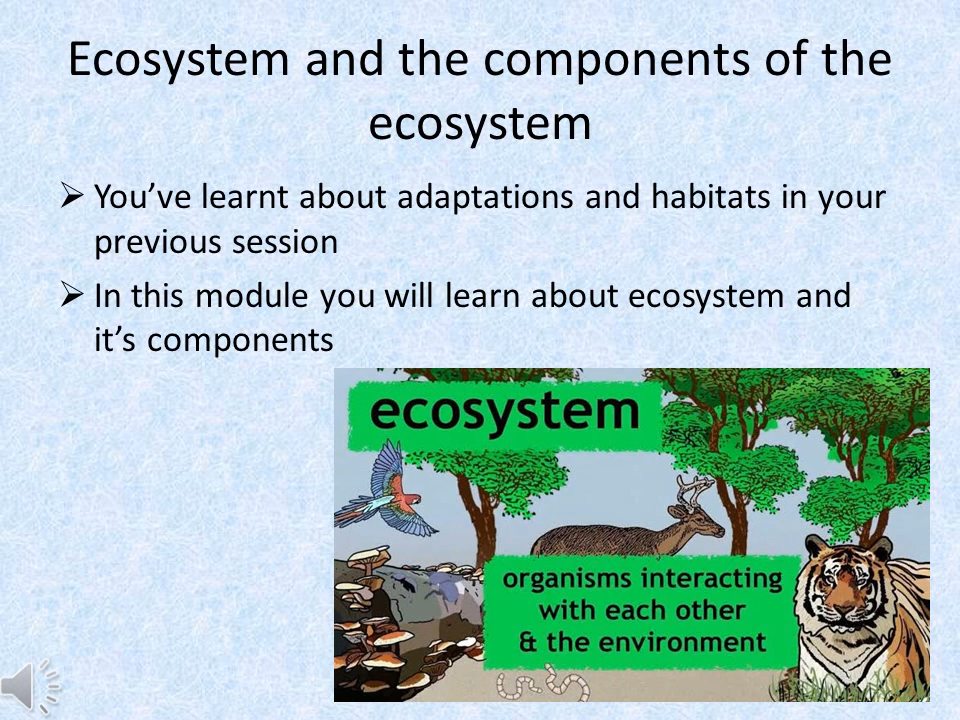 Ecosystem and the components of the
ecosystem
➢ You’ve learnt about adaptations and habitats in your
previous session
➢ In this module you will learn about ecosystem and
it’s components
ecosystem
organisms interacting
with each other
& the environment